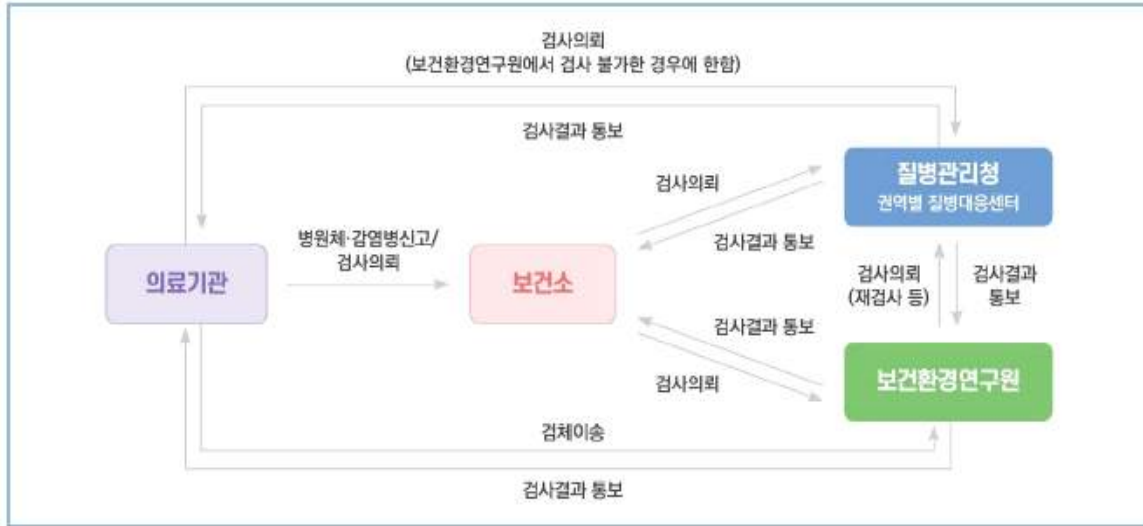 검사의뢰
(보건환경연구원에서 검사 불가한 경우에 한함)
검사결과 통보
질병관리청
권역별 질병대응센터
검사의뢰
검사결과 통보
병원체·감염병신고/
검사의뢰
의료기관
보건소
검사의뢰
(재검사 등)
검사결과
통보
검사결과 통보
검사의뢰
보건환경연구원
검체이송
검사결과 통보